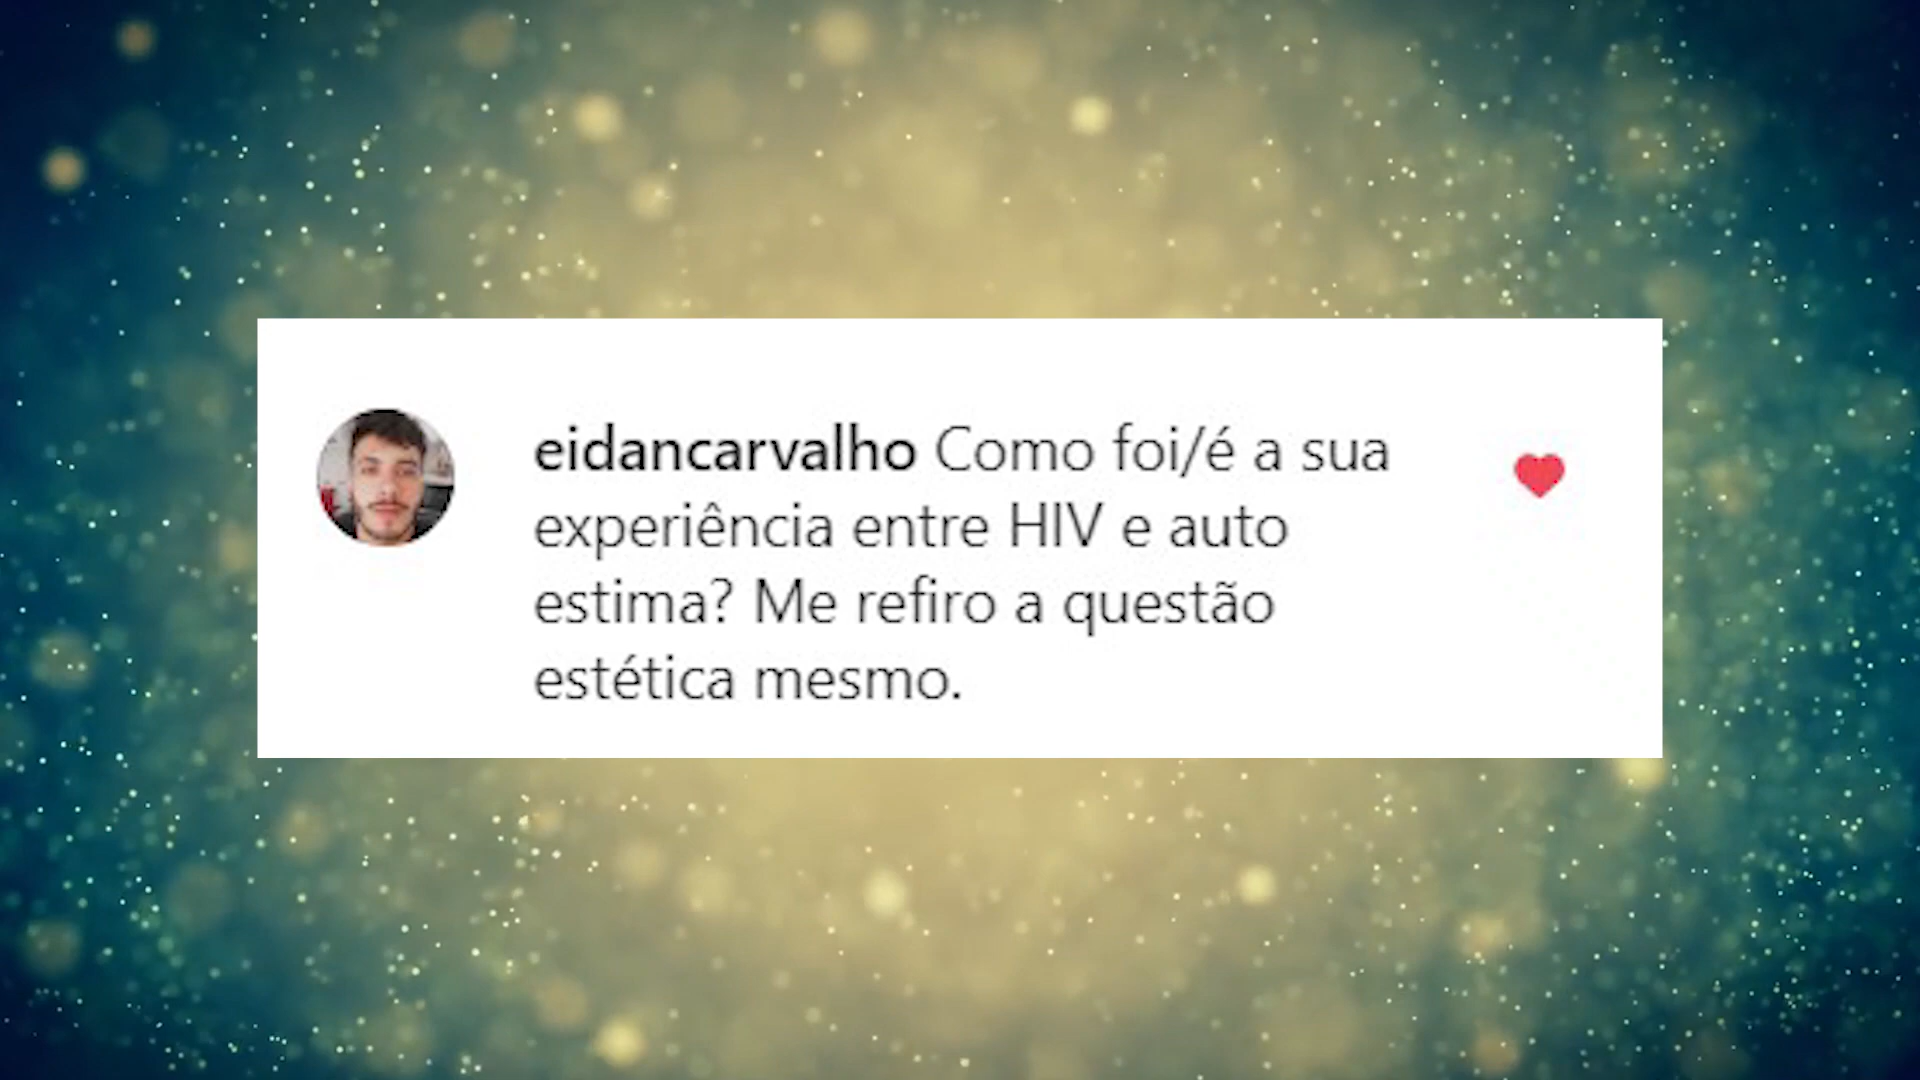 eidancarvalho Como foi/é a sua
experiência entre HIV e auto
estima? Me refiro a questão
estética mesmo.